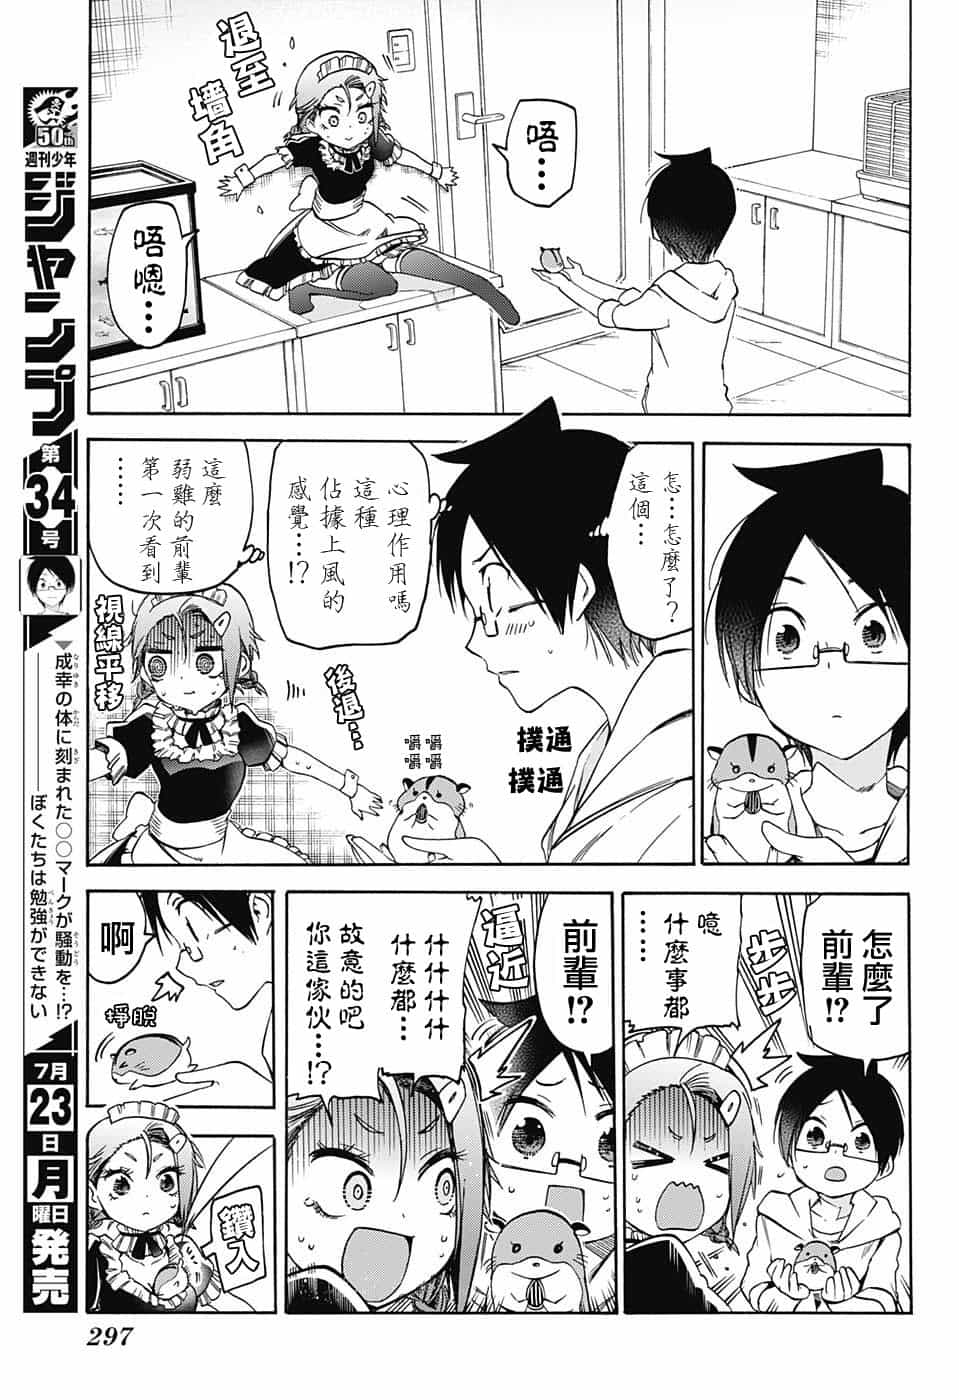 唔…
退至
墙角
唔嗯…
怎…怎麼了?
這個…
心理作用嗎
這種
佔據上風的
感覺…!?
這麼
弱雞的前輩
第一次看到
……
撲通
撲通
嗝嗝
嗝嗝
後退…
視線平移
怎麼了
前輩!?
步步
噫
什麼事都
……
前輩!?
逼近
什什什什
什麼都…
故意的吧
你這傢伙…!?
啊
掙脫
鑽入
50th
週刊少年
ジャンプ
第
34
号
▼成幸の体に刻まれた○○マークが騒動を…!?
――ぼくたちは勉強ができない
7月
23
日
月
曜日
発売
297